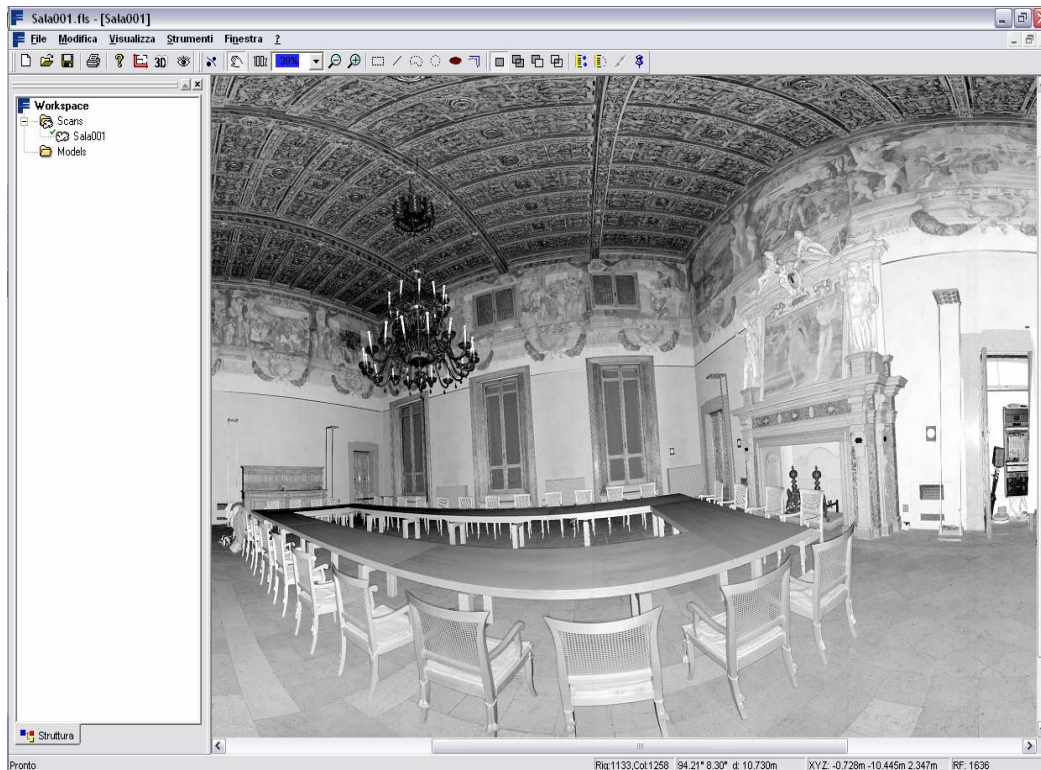 Sala001.fls - [Sala001]
File Modifica Visualizza Strumenti Finestra ?
3D 39%
Workspace
Scans
Sala001
Models
Struttura
Pronto Rig:1133,Col:1258 94.21° 8.30° d: 10.730m XYZ: -0.728m -10.445m 2.347m RF: 1636